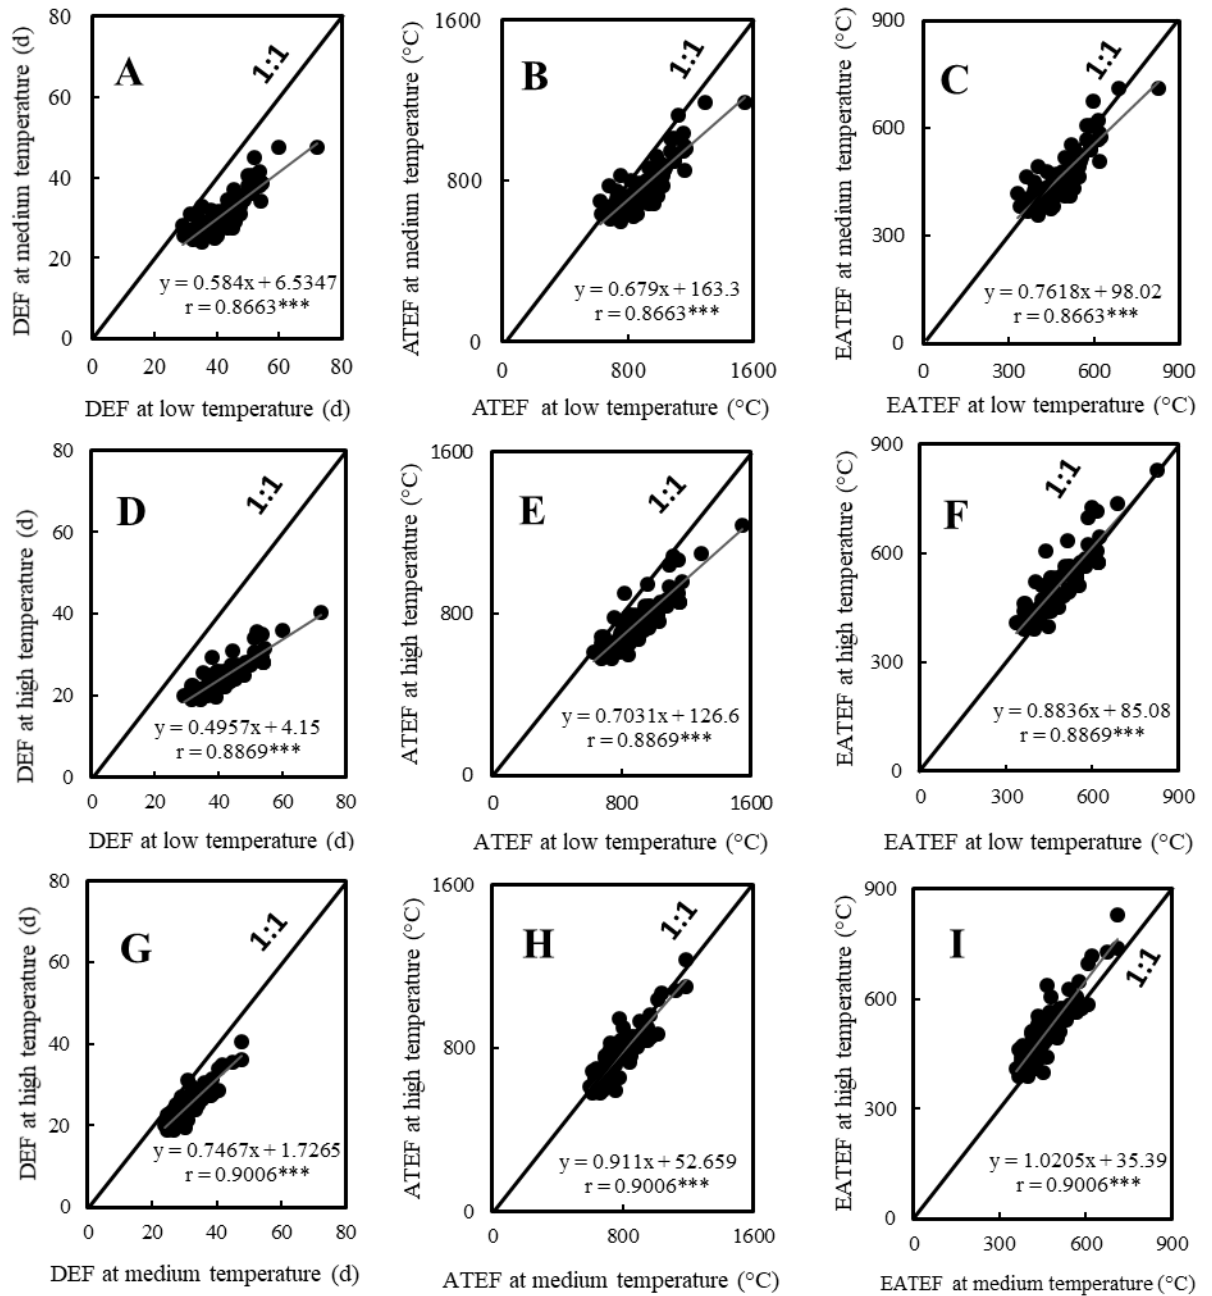 DEF at medium temperature (d)
80
60
40
20
0
A
1:1
y = 0.584x + 6.5347
r = 0.8663***
0 20 40 60 80
DEF at low temperature (d)
ATEF at medium temperature (°C)
1600
800
0
B
1:1
y = 0.679x + 163.3
r = 0.8663***
0 800 1600
ATEF at low temperature (°C)
EATEF at medium temperature (°C)
900
600
300
0
C
1:1
y = 0.7618x + 98.02
r = 0.8663***
0 300 600 900
EATEF at low temperature (°C)
DEF at high temperature (d)
80
60
40
20
0
D
1:1
y = 0.4957x + 4.15
r = 0.8869***
0 20 40 60 80
DEF at low temperature (d)
ATEF at high temperature (°C)
1600
800
0
E
1:1
y = 0.7031x + 126.6
r = 0.8869***
0 800 1600
ATEF at low temperature (°C)
EATEF at high temperature (°C)
900
600
300
0
F
1:1
y = 0.8836x + 85.08
r = 0.8869***
0 300 600 900
EATEF at low temperature (°C)
DEF at high temperature (d)
80
60
40
20
0
G
1:1
y = 0.7467x + 1.7265
r = 0.9006***
0 20 40 60 80
DEF at medium temperature (d)
ATEF at high temperature (°C)
1600
800
0
H
1:1
y = 0.911x + 52.659
r = 0.9006***
0 800 1600
ATEF at medium temperature (°C)
EATEF at high temperature (°C)
900
600
300
0
I
1:1
y = 1.0205x + 35.39
r = 0.9006***
0 300 600 900
EATEF at medium temperature (°C)